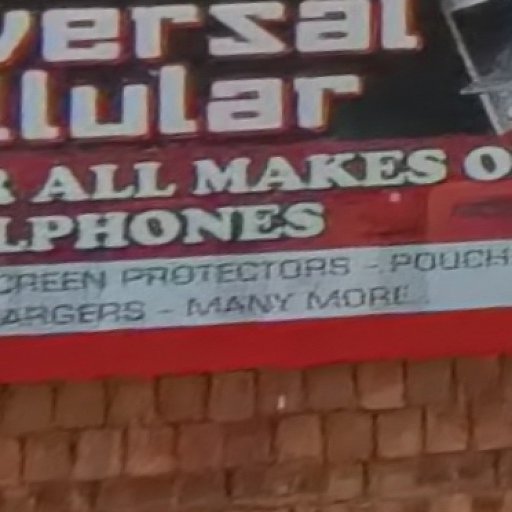 versal
llular
R ALL MAKES O
LPHONES
CREEN PROTECTORS - POUCH
ARGERS - MANY MORE